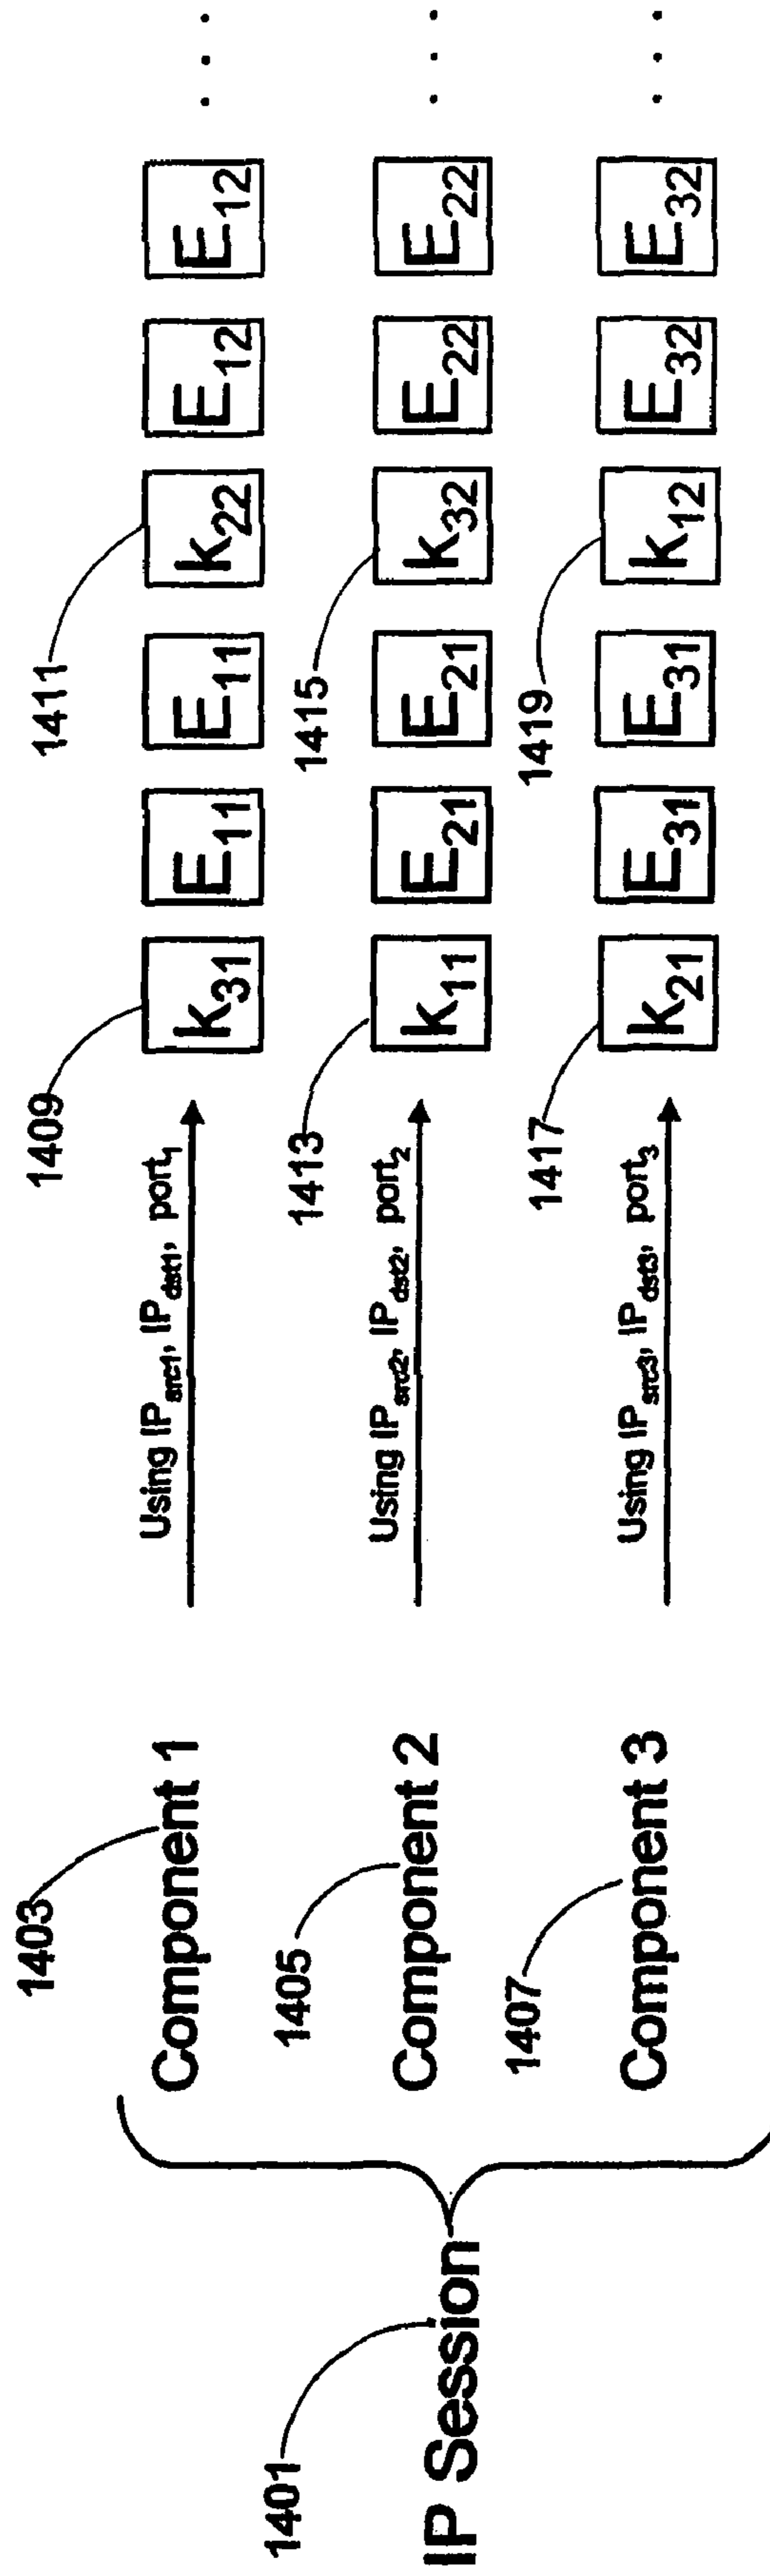 1401
IP Session
1403
Component 1
Using IPsrc1, IPdst1, port1
1409
k31 E11 E11 k22 E12 E12 . . .
1411
1405
Component 2
Using IPsrc2, IPdst2, port2
1413
k11 E21 E21 k32 E22 E22 . . .
1415
1407
Component 3
Using IPsrc3, IPdst3, port3
1417
k21 E31 E31 k12 E32 E32 . . .
1419